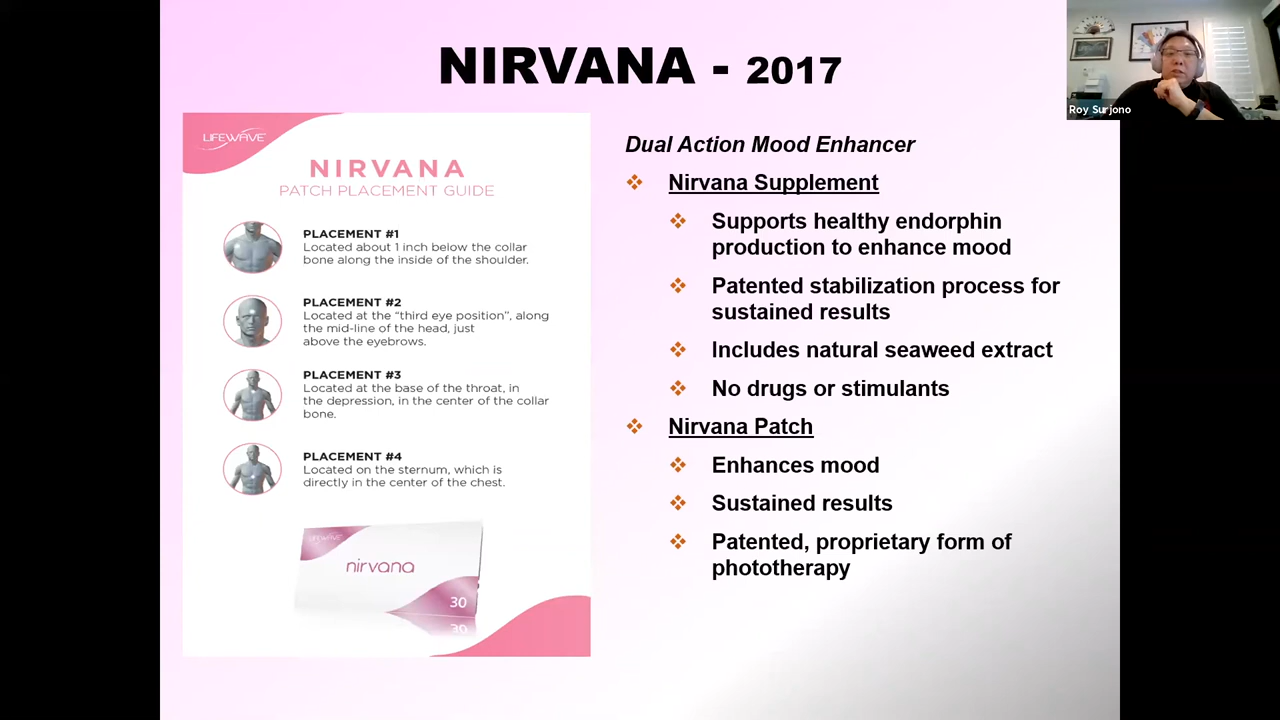 NIRVANA - 2017
Roy Surjono
LIFEWAVE
NIRVANA
PATCH PLACEMENT GUIDE
PLACEMENT #1
Located about 1 inch below the collar
bone along the inside of the shoulder.
PLACEMENT #2
Located at the “third eye position”, along
the mid-line of the head, just
above the eyebrows.
PLACEMENT #3
Located at the base of the throat, in
the depression, in the center of the collar
bone.
PLACEMENT #4
Located on the sternum, which is
directly in the center of the chest.
LIFEWAVE
nirvana
30
30
Dual Action Mood Enhancer
Nirvana Supplement
Supports healthy endorphin
production to enhance mood
Patented stabilization process for
sustained results
Includes natural seaweed extract
No drugs or stimulants
Nirvana Patch
Enhances mood
Sustained results
Patented, proprietary form of
phototherapy